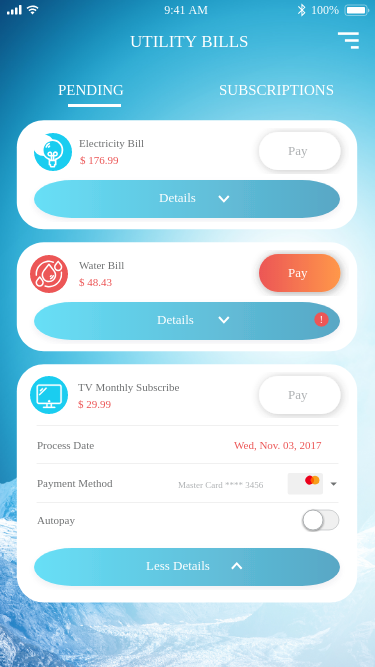 9:41 AM 100%
UTILITY BILLS
PENDING SUBSCRIPTIONS
Electricity Bill
$ 176.99
Pay
Details
Water Bill
$ 48.43
Pay
Details !
TV Monthly Subscribe
$ 29.99
Pay
Process Date Wed, Nov. 03, 2017
Payment Method Master Card **** 3456
Autopay
Less Details